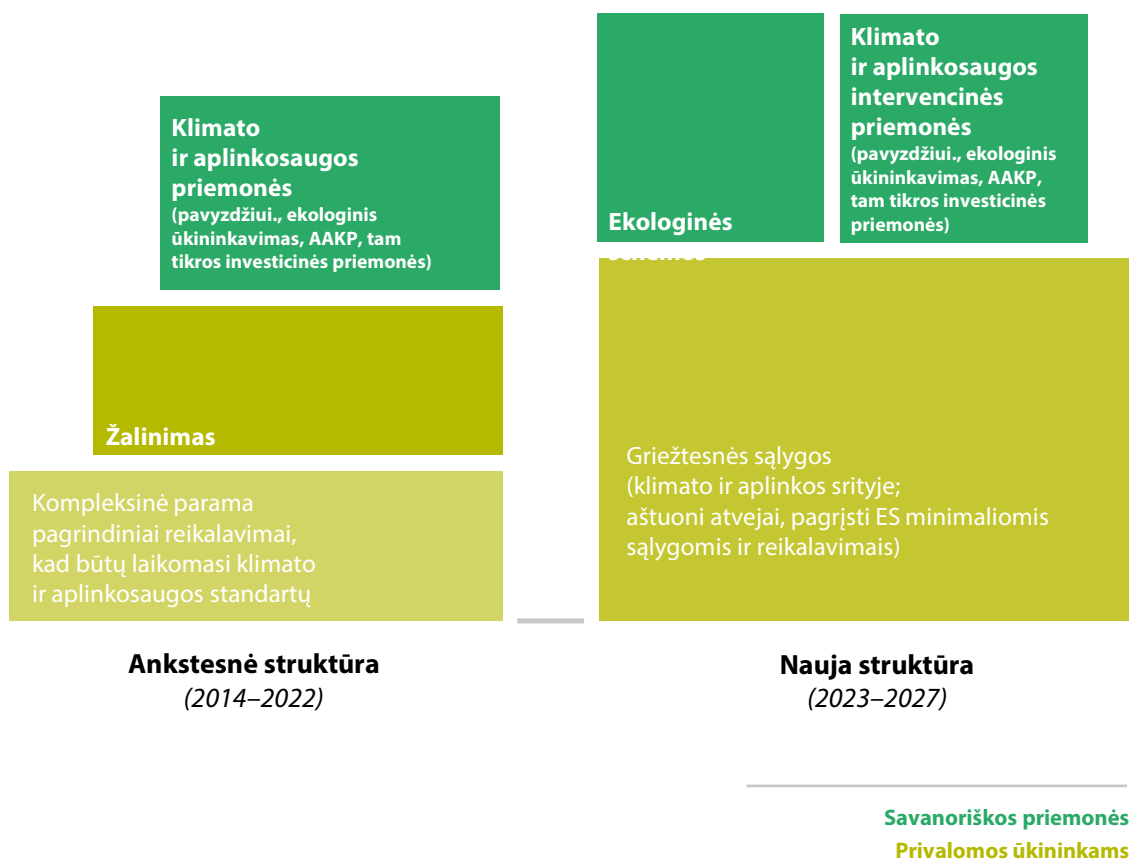 Klimato
ir aplinkosaugos
priemonės
(pavyzdžiui., ekologinis
ūkininkavimas, AAKP, tam
tikros investicinės priemonės)
Žalinimas
Kompleksinė parama
pagrindiniai reikalavimai,
kad būtų laikomasi klimato
ir aplinkosaugos standartų
Ankstesnė struktūra
(2014–2022)
Ekologinės
Klimato
ir aplinkosaugos
intervencinės
priemonės
(pavyzdžiui., ekologinis
ūkininkavimas, AAKP,
tam tikros investicinės
priemonės)
Griežtesnės sąlygos
(klimato ir aplinkos srityje;
aštuoni atvejai, pagrįsti ES minimaliomis
sąlygomis ir reikalavimais)
Nauja struktūra
(2023–2027)
Savanoriškos priemonės
Privalomos ūkininkams